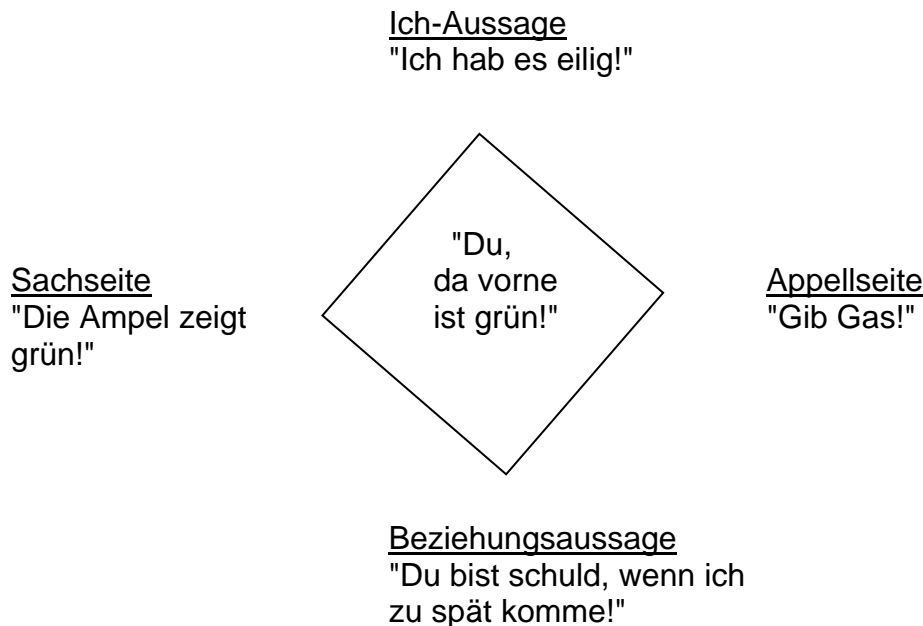 Ich-Aussage
"Ich hab es eilig!"
"Du,
da vorne
ist grün!"
Sachseite
"Die Ampel zeigt
grün!"
Appellseite
"Gib Gas!"
Beziehungsaussage
"Du bist schuld, wenn ich
zu spät komme!"